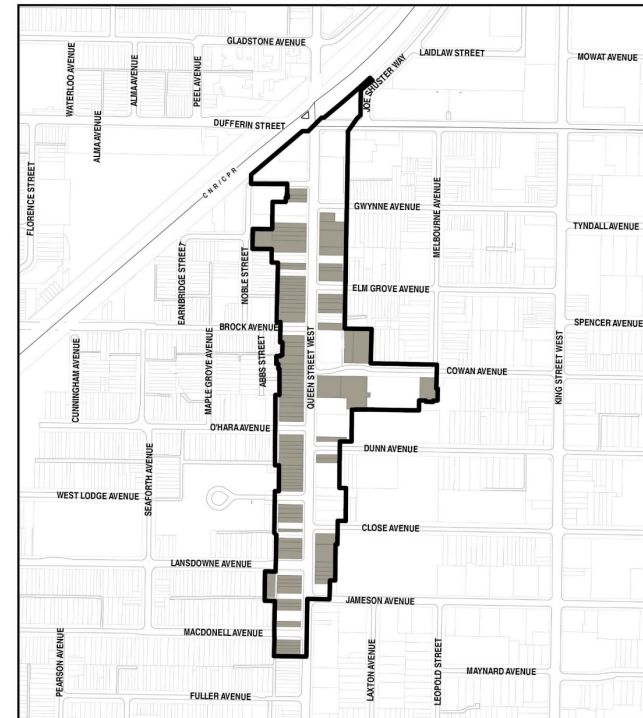 GLADSTONE AVENUE
LAIDLAW STREET
MOWAT AVENUE
WATERLOO AVENUE
ALMA AVENUE
PEEL AVENUE
JOE SHUSTER WAY
DUFFERIN STREET
ALMA AVENUE
CNR/CPR
FLORENCE STREET
MELBOURNE AVENUE
GWYNNE AVENUE
TYNDALL AVENUE
EARNBRIDGE STREET
NOBLE STREET
ELM GROVE AVENUE
BROCK AVENUE
SPENCER AVENUE
CUNNINGHAM AVENUE
MAPLE GROVE AVENUE
ABBS STREET
QUEEN STREET WEST
COWAN AVENUE
KING STREET WEST
O'HARA AVENUE
DUNN AVENUE
SEAFORTH AVENUE
WEST LODGE AVENUE
CLOSE AVENUE
LANSDOWNE AVENUE
JAMESON AVENUE
MACDONELL AVENUE
PEARSON AVENUE
LAXTON AVENUE
LEOPOLD STREET
MAYNARD AVENUE
FULLER AVENUE